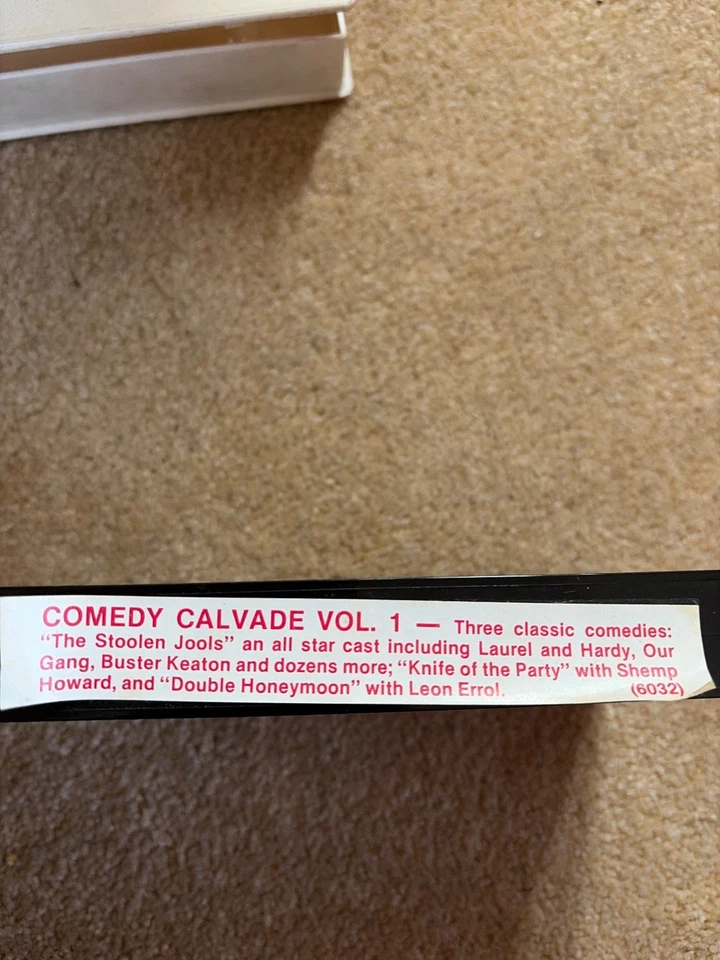 COMEDY CALVADE VOL. 1 — Three classic comedies:
“The Stoolen Jools” an all star cast including Laurel and Hardy, Our
Gang, Buster Keaton and dozens more; “Knife of the Party” with Shemp
Howard, and “Double Honeymoon” with Leon Errol. (6032)